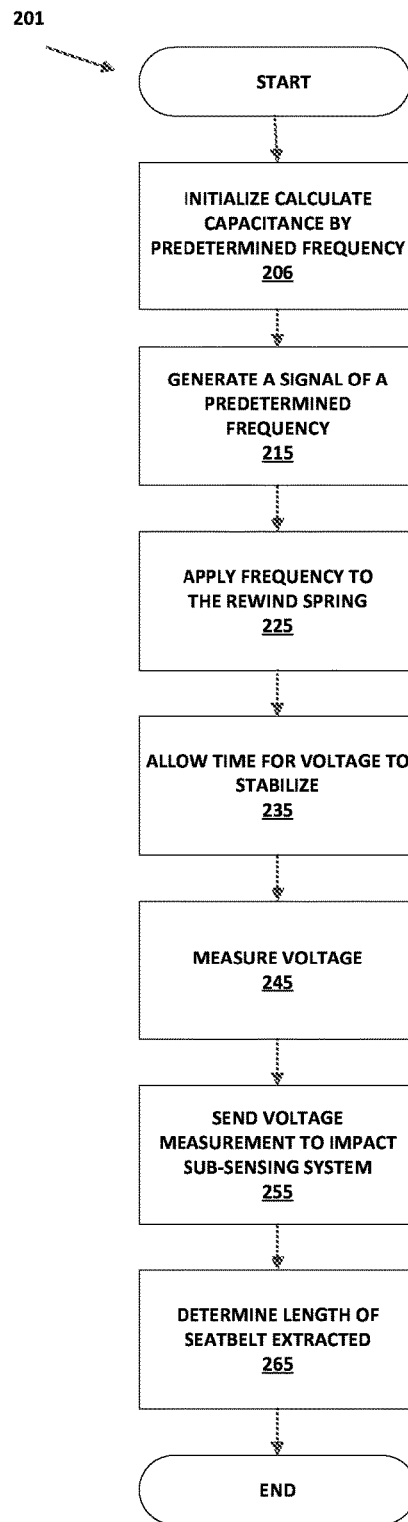 201
START
INITIALIZE CALCULATE
CAPACITANCE BY
PREDETERMINED FREQUENCY
206
GENERATE A SIGNAL OF A
PREDETERMINED
FREQUENCY
215
APPLY FREQUENCY TO
THE REWIND SPRING
225
ALLOW TIME FOR VOLTAGE TO
STABILIZE
235
MEASURE VOLTAGE
245
SEND VOLTAGE
MEASUREMENT TO IMPACT
SUB-SENSING SYSTEM
255
DETERMINE LENGTH OF
SEATBELT EXTRACTED
265
END